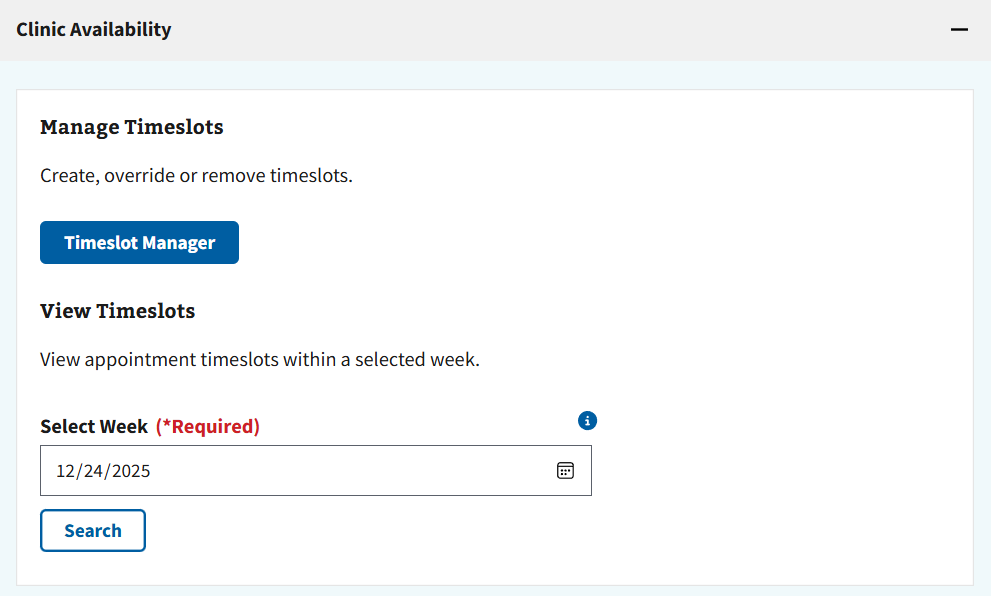 Clinic Availability
Manage Timeslots
Create, override or remove timeslots.
Timeslot Manager
View Timeslots
View appointment timeslots within a selected week.
Select Week (*Required)
12/24/2025
Search